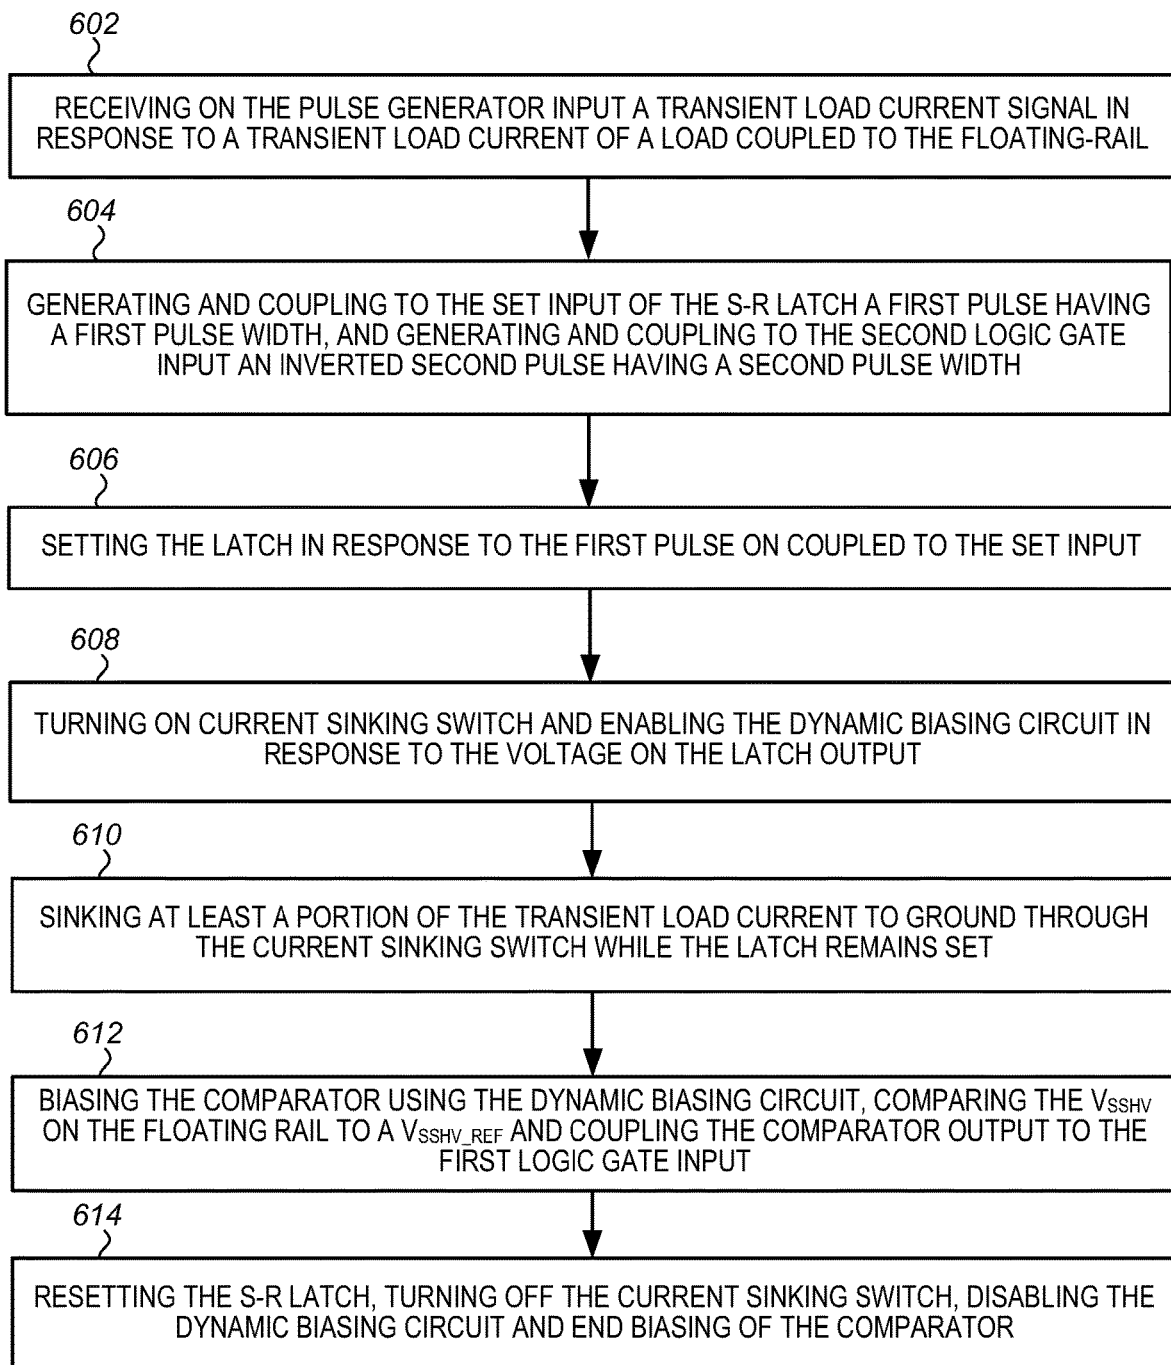 602
RECEIVING ON THE PULSE GENERATOR INPUT A TRANSIENT LOAD CURRENT SIGNAL IN
RESPONSE TO A TRANSIENT LOAD CURRENT OF A LOAD COUPLED TO THE FLOATING-RAIL
604
GENERATING AND COUPLING TO THE SET INPUT OF THE S-R LATCH A FIRST PULSE HAVING
A FIRST PULSE WIDTH, AND GENERATING AND COUPLING TO THE SECOND LOGIC GATE
INPUT AN INVERTED SECOND PULSE HAVING A SECOND PULSE WIDTH
606
SETTING THE LATCH IN RESPONSE TO THE FIRST PULSE ON COUPLED TO THE SET INPUT
608
TURNING ON CURRENT SINKING SWITCH AND ENABLING THE DYNAMIC BIASING CIRCUIT IN
RESPONSE TO THE VOLTAGE ON THE LATCH OUTPUT
610
SINKING AT LEAST A PORTION OF THE TRANSIENT LOAD CURRENT TO GROUND THROUGH
THE CURRENT SINKING SWITCH WHILE THE LATCH REMAINS SET
612
BIASING THE COMPARATOR USING THE DYNAMIC BIASING CIRCUIT, COMPARING THE VSSHV
ON THE FLOATING RAIL TO A VSSHV_REF AND COUPLING THE COMPARATOR OUTPUT TO THE
FIRST LOGIC GATE INPUT
614
RESETTING THE S-R LATCH, TURNING OFF THE CURRENT SINKING SWITCH, DISABLING THE
DYNAMIC BIASING CIRCUIT AND END BIASING OF THE COMPARATOR